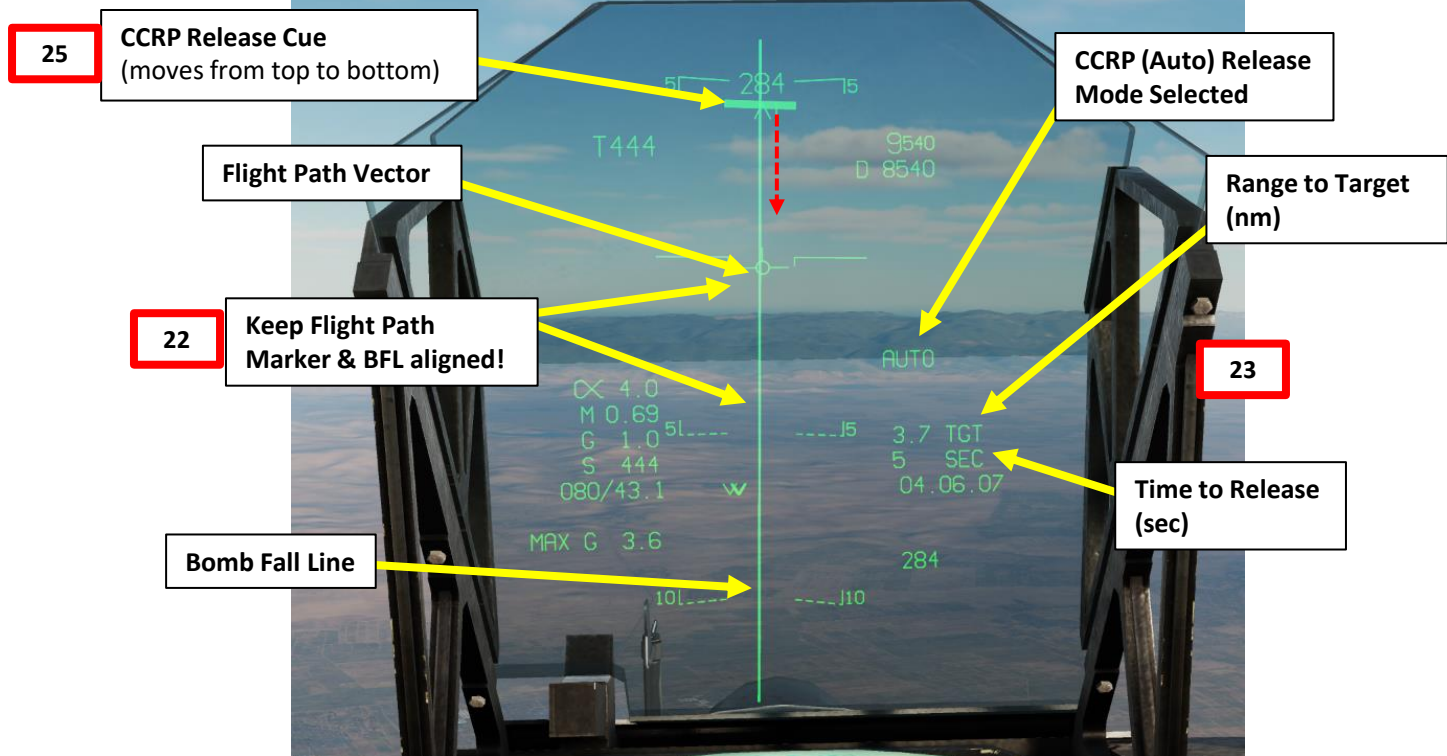 25
CCRP Release Cue
(moves from top to bottom)
CCRP (Auto) Release
Mode Selected
5 284 5
T444
9540
D 8540
Flight Path Vector
Range to Target
(nm)
22
Keep Flight Path
Marker & BFL aligned!
AUTO
23
α 4.0
M 0.69
G 1.0
S 444
080/43.1
5 5
W
3.7 TGT
5 SEC
04.06.07
Time to Release
(sec)
MAX G 3.6
284
Bomb Fall Line
10 10